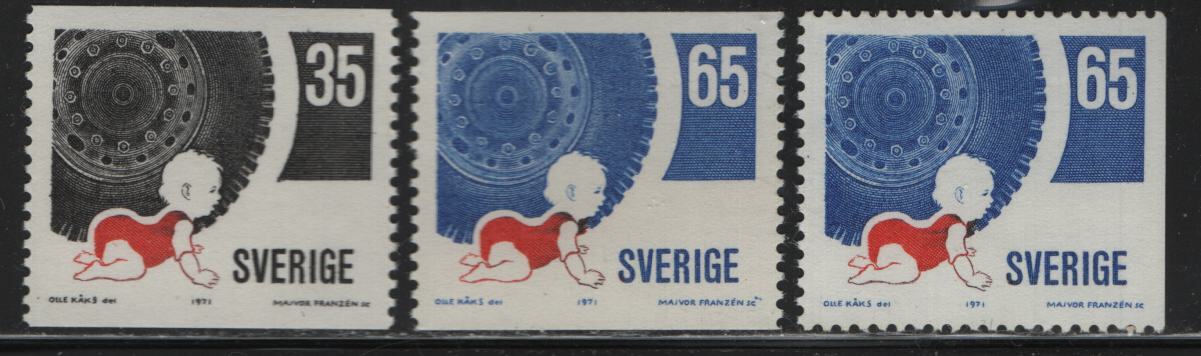 35
SVERIGE
OLLE KÅKS del 1971 MAJVOR FRANZÉN sc
65
SVERIGE
OLLE KÅKS del 1971 MAJVOR FRANZÉN sc
65
SVERIGE
OLLE KÅKS del 1971 MAJVOR FRANZÉN sc